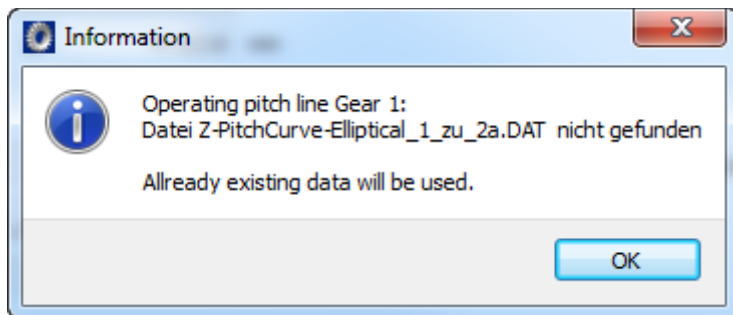 Information
Operating pitch line Gear 1:
Datei Z-PitchCurve-Elliptical_1_zu_2a.DAT nicht gefunden
Allready existing data will be used.
OK